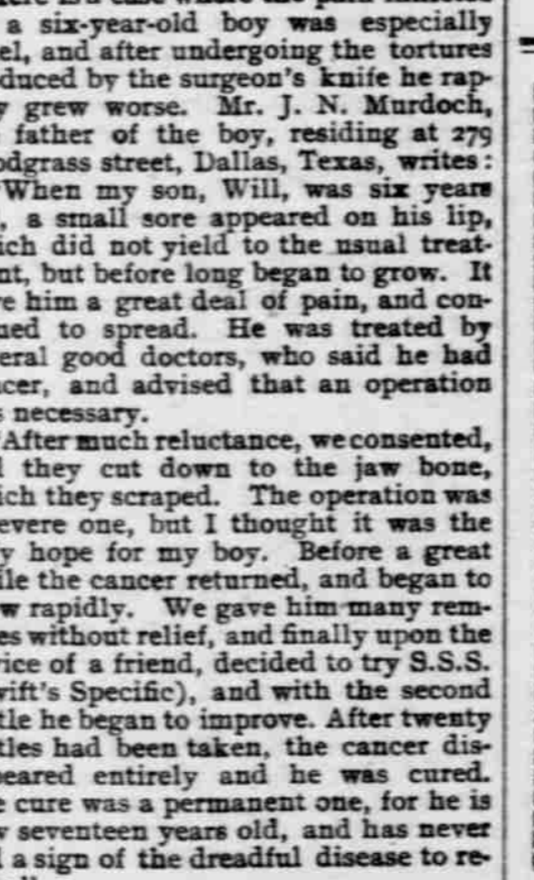 a six-year-old boy was especially
el, and after undergoing the tortures
duced by the surgeon's knife he rap-
y grew worse. Mr. J. N. Murdoch,
father of the boy, residing at 279
odgrass street, Dallas, Texas, writes:
"When my son, Will, was six years
, a small sore appeared on his lip,
ich did not yield to the usual treat-
nt, but before long began to grow. It
e him a great deal of pain, and con-
ued to spread. He was treated by
eral good doctors, who said he had
cer, and advised that an operation
s necessary.
"After much reluctance, we consented,
l they cut down to the jaw bone,
ich they scraped. The operation was
evere one, but I thought it was the
y hope for my boy. Before a great
ile the cancer returned, and began to
w rapidly. We gave him many rem-
es without relief, and finally upon the
vice of a friend, decided to try S.S.S.
wift's Specific), and with the second
tle he began to improve. After twenty
tles had been taken, the cancer dis-
peared entirely and he was cured.
e cure was a permanent one, for he is
w seventeen years old, and has never
l a sign of the dreadful disease to re-